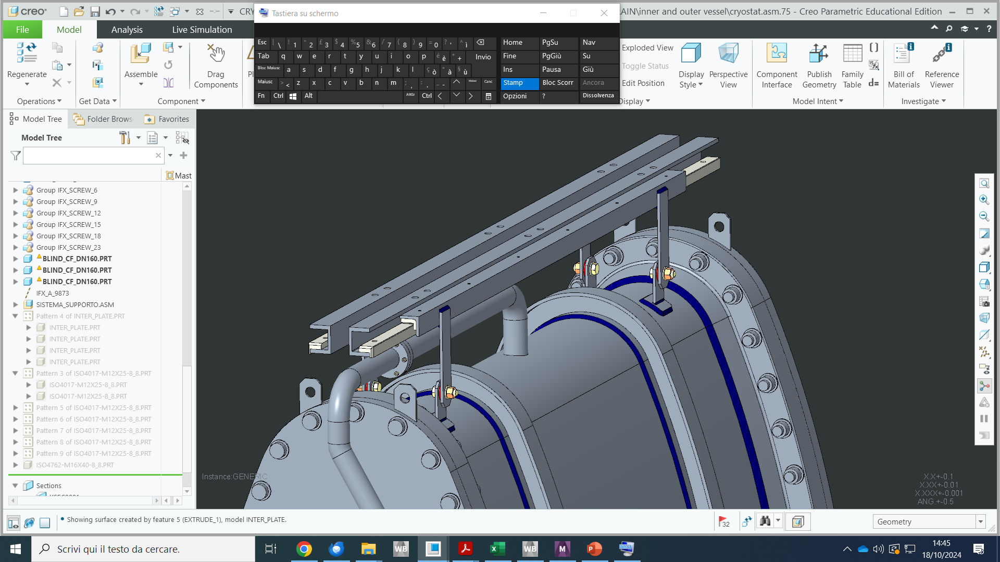 creo
CRY
Tastiera su schermo
AIN\inner and outer vessel\cryostat.asm.75 - Creo Parametric Educational Edition
File
Model
Analysis
Live Simulation
Regenerate
Assemble
Drag
Components
Operations
Get Data
Component
Esc | \ ! 1 " 2 £ 3 $ 4 % 5 & 6 / 7 ( 8 ) 9 = 0 ? ' ^ ì
Home PgSu Nav
Tab q w e r t y u i o p é è * + Invio
Fine PgGiù Su
Bloc Maiusc a s d f g h j k l ç ò ° à § ù
Ins Pausa Giù
Maiusc > < z x c v b n m ; , : . _ - Maiusc Canc
Stamp Bloc Scorr Ancora
Fn Ctrl Alt AltGr Ctrl
Opzioni ? Dissolvenza
Exploded View
Toggle Status
Edit Position
Display
Style
Perspective
View
Display
Component
Interface
Publish
Geometry
Family
Table
Model Intent
Bill of
Materials
Reference
Viewer
Investigate
Model Tree
Folder Brows
Favorites
Model Tree
Mast
Group IFX_SCREW_6
Group IFX_SCREW_9
Group IFX_SCREW_12
Group IFX_SCREW_15
Group IFX_SCREW_18
Group IFX_SCREW_23
BLIND_CF_DN160.PRT
BLIND_CF_DN160.PRT
BLIND_CF_DN160.PRT
IFX_A_9873
SISTEMA_SUPPORTO.ASM
Pattern 4 of INTER_PLATE.PRT
INTER_PLATE.PRT
INTER_PLATE.PRT
INTER_PLATE.PRT
INTER_PLATE.PRT
Pattern 3 of ISO4017-M12X25-8_8.PRT
ISO4017-M12X25-8_8.PRT
ISO4017-M12X25-8_8.PRT
Pattern 5 of ISO4017-M12X25-8_8.PRT
Pattern 6 of ISO4017-M12X25-8_8.PRT
Pattern 7 of ISO4017-M12X25-8_8.PRT
Pattern 8 of ISO4017-M12X25-8_8.PRT
Pattern 9 of ISO4017-M12X25-8_8.PRT
ISO4762-M16X40-8_8.PRT
Sections
Instance:GENERIC
X.X+-0.1
X.XX+-0.01
X.XXX+-0.001
ANG.+-0.5
Showing surface created by feature 5 (EXTRUDE_1), model INTER_PLATE.
32
Geometry
Scrivi qui il testo da cercare.
WB
WB
M
P
14:45
18/10/2024